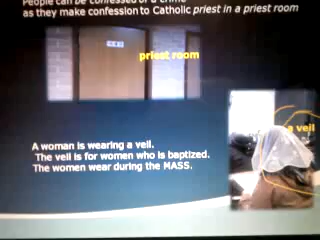 People can be confessed of a crime
as they make confession to Catholic priest in a priest room
priest room
a veil
A woman is wearing a veil.
The veil is for women who is baptized.
The women wear during the MASS.